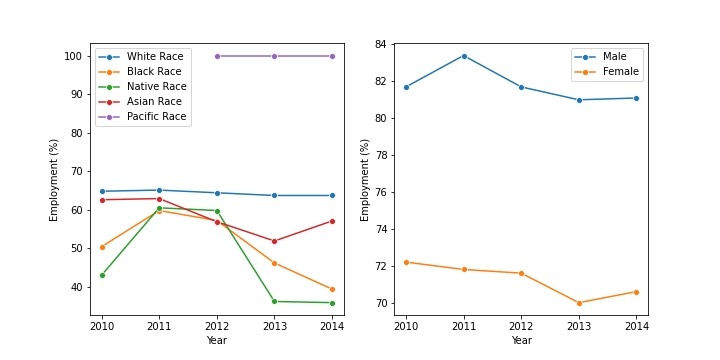 White Race
Black Race
Native Race
Asian Race
Pacific Race
100
90
80
70
60
50
40
Employment (%)
2010
2011
2012
2013
2014
Year
Male
Female
84
82
80
78
76
74
72
70
Employment (%)
2010
2011
2012
2013
2014
Year